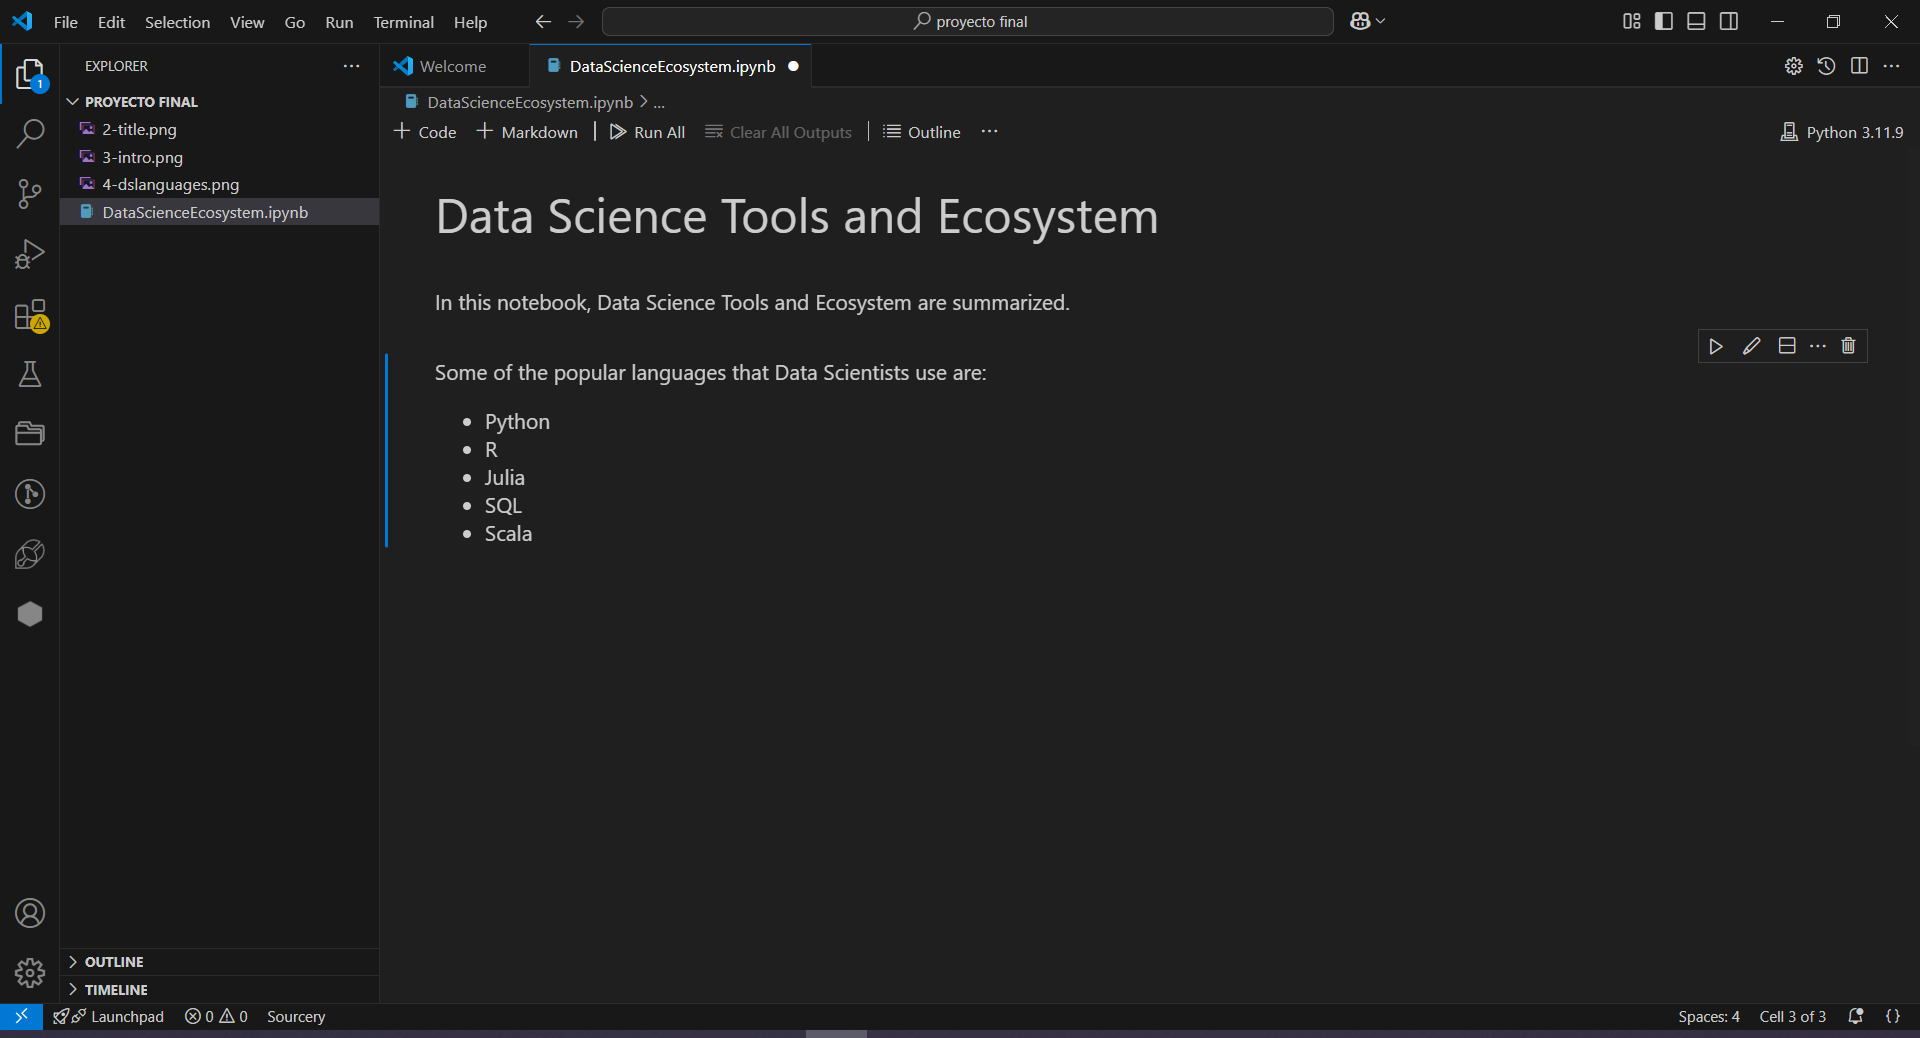 File Edit Selection View Go Run Terminal Help proyecto final
EXPLORER
Welcome DataScienceEcosystem.ipynb
PROYECTO FINAL
2-title.png
3-intro.png
4-dslanguages.png
DataScienceEcosystem.ipynb
DataScienceEcosystem.ipynb > ...
Code Markdown Run All Clear All Outputs Outline ... Python 3.11.9
Data Science Tools and Ecosystem
In this notebook, Data Science Tools and Ecosystem are summarized.
Some of the popular languages that Data Scientists use are:
• Python
• R
• Julia
• SQL
• Scala
1
OUTLINE
TIMELINE
Launchpad 0 0 Sourcery Spaces: 4 Cell 3 of 3 {}